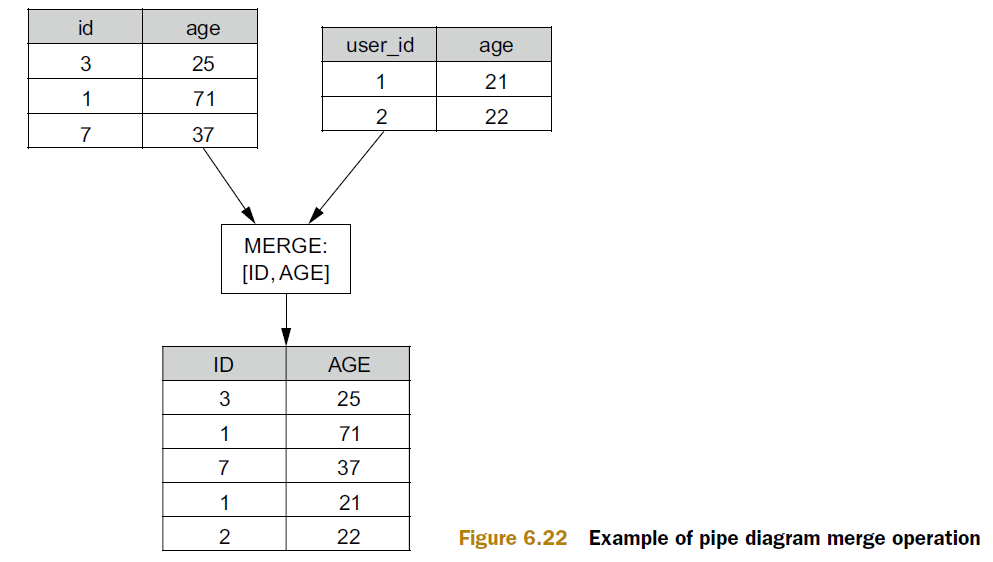 id age
3 25
1 71
7 37
user_id age
1 21
2 22
MERGE:
[ID, AGE]
ID AGE
3 25
1 71
7 37
1 21
2 22
Figure 6.22 Example of pipe diagram merge operation